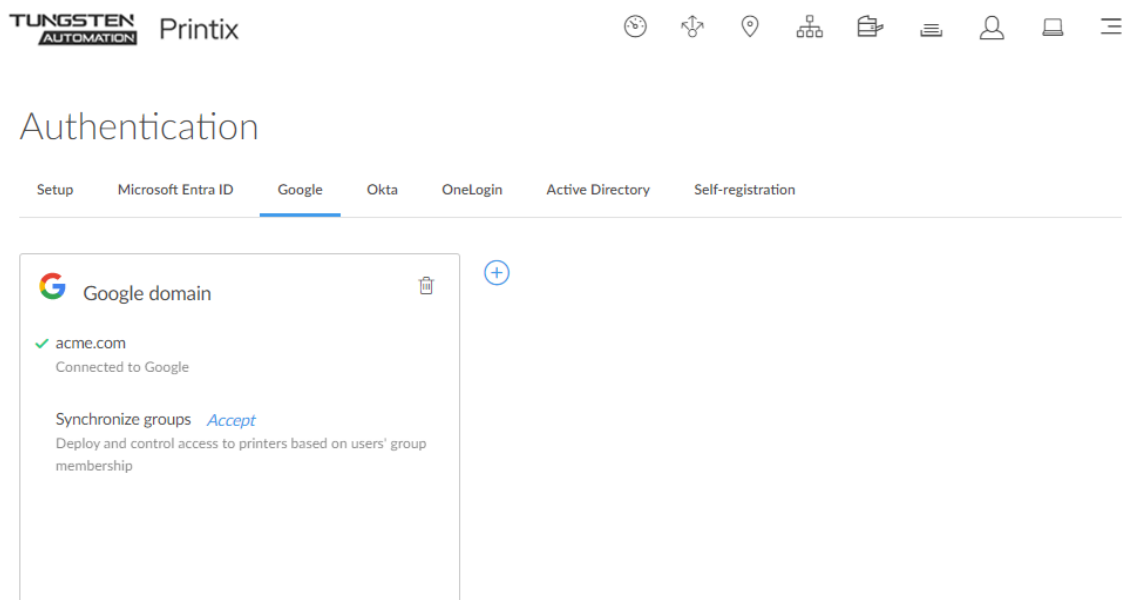 TUNGSTEN
AUTOMATION
Printix
Authentication
Setup Microsoft Entra ID Google Okta OneLogin Active Directory Self-registration
Google domain
acme.com
Connected to Google
Synchronize groups Accept
Deploy and control access to printers based on users' group
membership